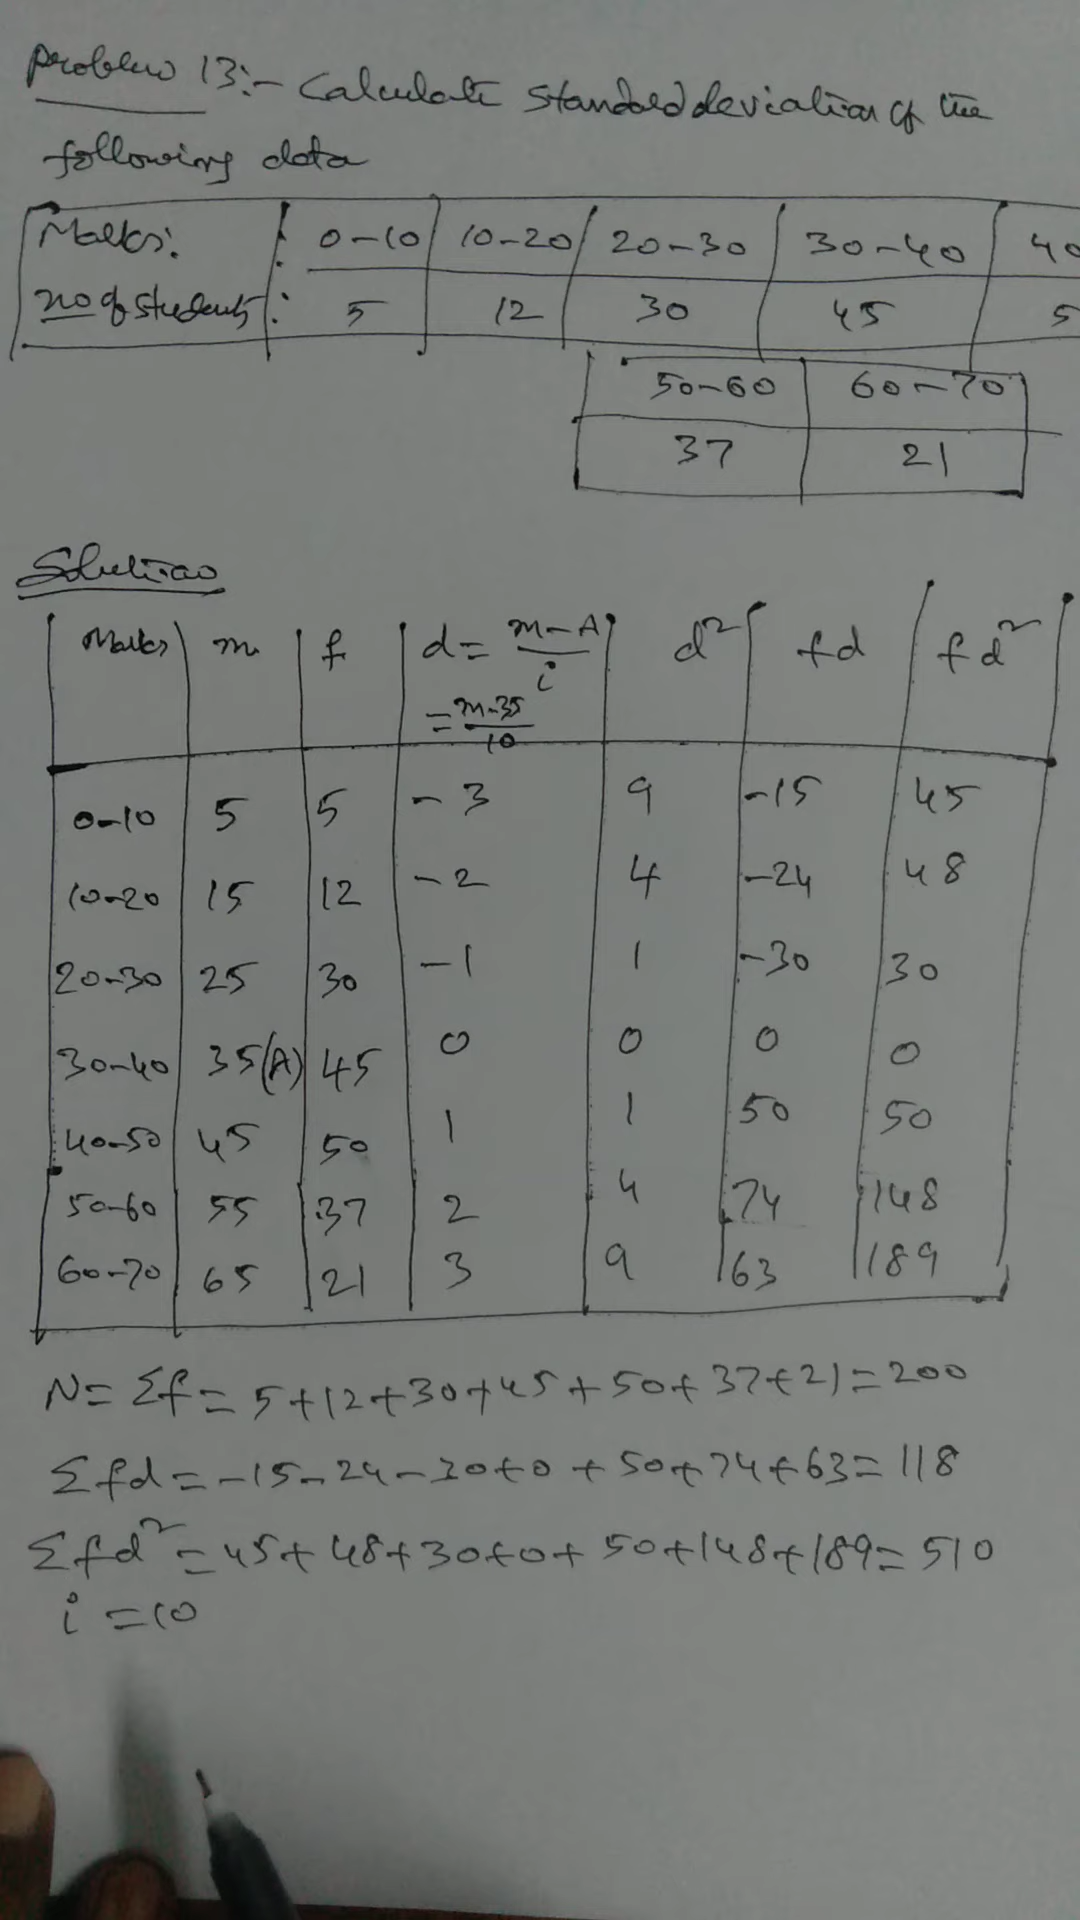 Problem 13:- Calculate Standard deviation of the
following data
Marks: : 0-10 10-20 20-30 30-40 40
no of students : 5 12 30 45 5
50-60 60-70
37 21
Solution
Marks m f d = m-A/i d² fd fd²
= m-35/10
0-10 5 5 -3 9 -15 45
10-20 15 12 -2 4 -24 48
20-30 25 30 -1 1 -30 30
30-40 35(A) 45 0 0 0 0
40-50 45 50 1 1 50 50
50-60 55 37 2 4 74 148
60-70 65 21 3 9 63 189
N = Σf = 5+12+30+45+50+37+21=200
Σfd = -15-24-30+0+50+74+63=118
Σfd² = 45+48+30+0+50+148+189=510
i = 10